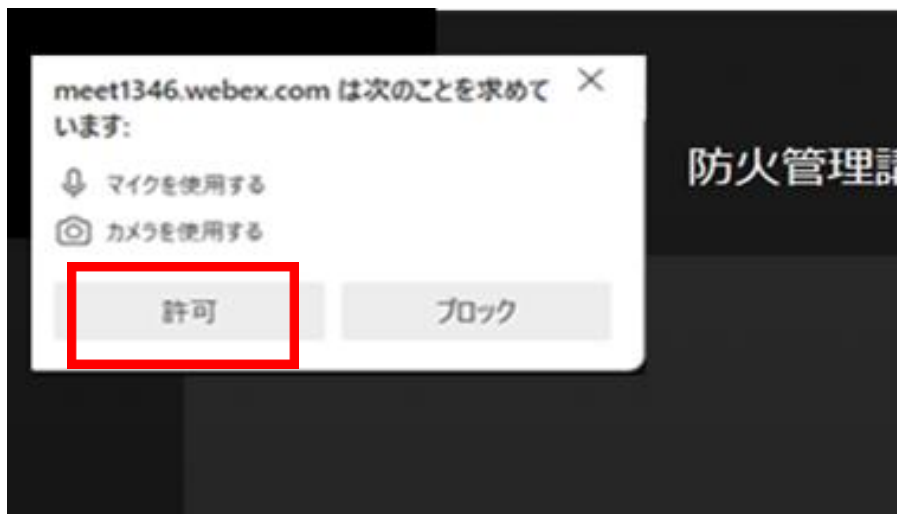 meet1346.webex.com は次のことを求めて
います:
マイクを使用する
カメラを使用する
許可
ブロック
防火管理講